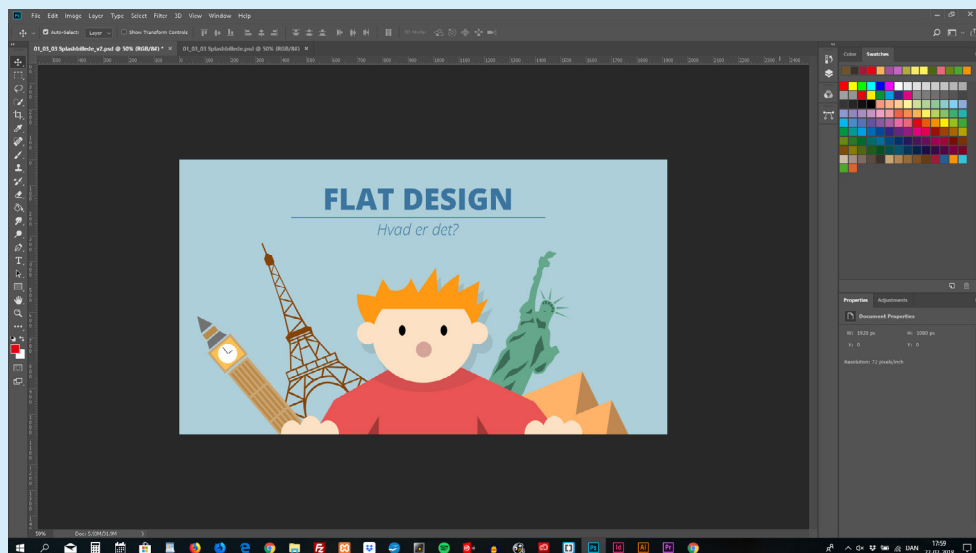 Ps File Edit Image Layer Type Select Filter 3D View Window Help
Auto-Select: Layer Show Transform Controls
01_03_03 Splashbillede_v2.psd @ 50% (RGB/8#) * × 01_03_03 Splashbillede.psd @ 50% (RGB/8#) ×
Color Swatches
FLAT DESIGN
Hvad er det?
Properties Adjustments
Document Properties
W: 1920 px H: 1080 px
X: 0 Y: 0
Resolution: 72 pixels/inch
50%
DAN
17:59